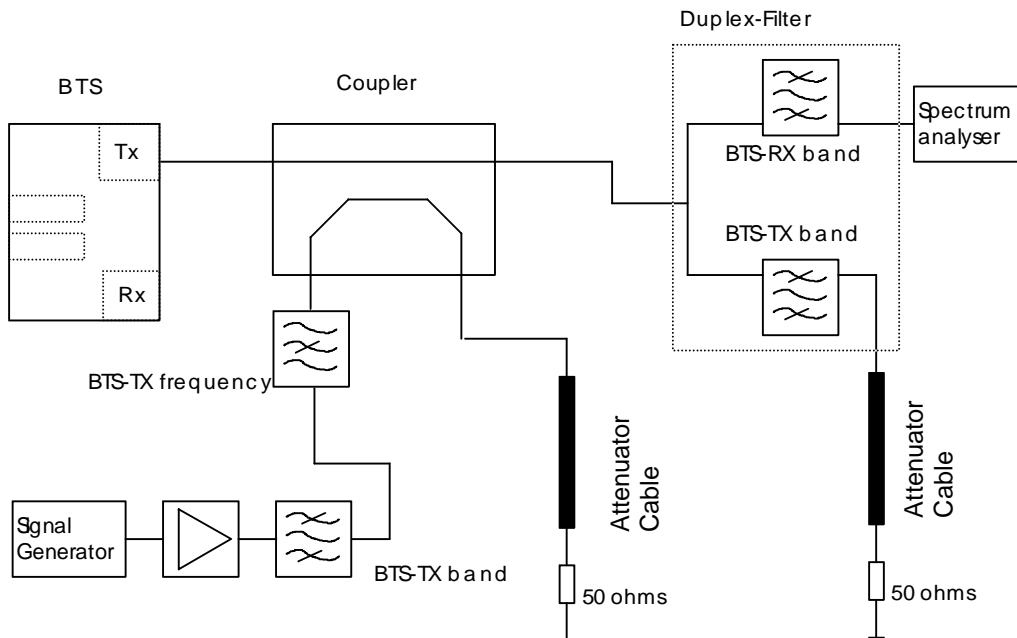 Duplex-Filter
BTS
Coupler
Tx
Spectrum
analyser
BTS-RX band
BTS-TX band
Rx
BTS-TX frequency
Attenuator
Cable
Attenuator
Cable
Signal
Generator
BTS-TX band
50 ohms
50 ohms